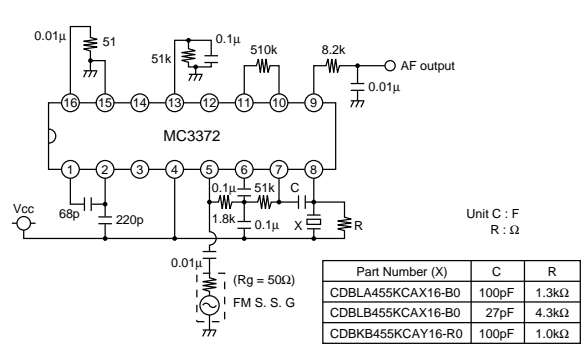 0.01μ
51
0.1μ
51k
510k
8.2k
AF output
0.01μ
16
15
14
13
12
11
10
9
MC3372
1
2
3
4
5
6
7
8
Vcc
68p
220p
0.1μ
51k
C
1.8k
0.1μ
X
R
Unit C : F
R : Ω
0.01μ
(Rg = 50Ω)
FM S. S. G
Part Number (X) C R
CDBLA455KCAX16-B0 100pF 1.3kΩ
CDBLB455KCAX16-B0 27pF 4.3kΩ
CDBKB455KCAY16-R0 100pF 1.0kΩ